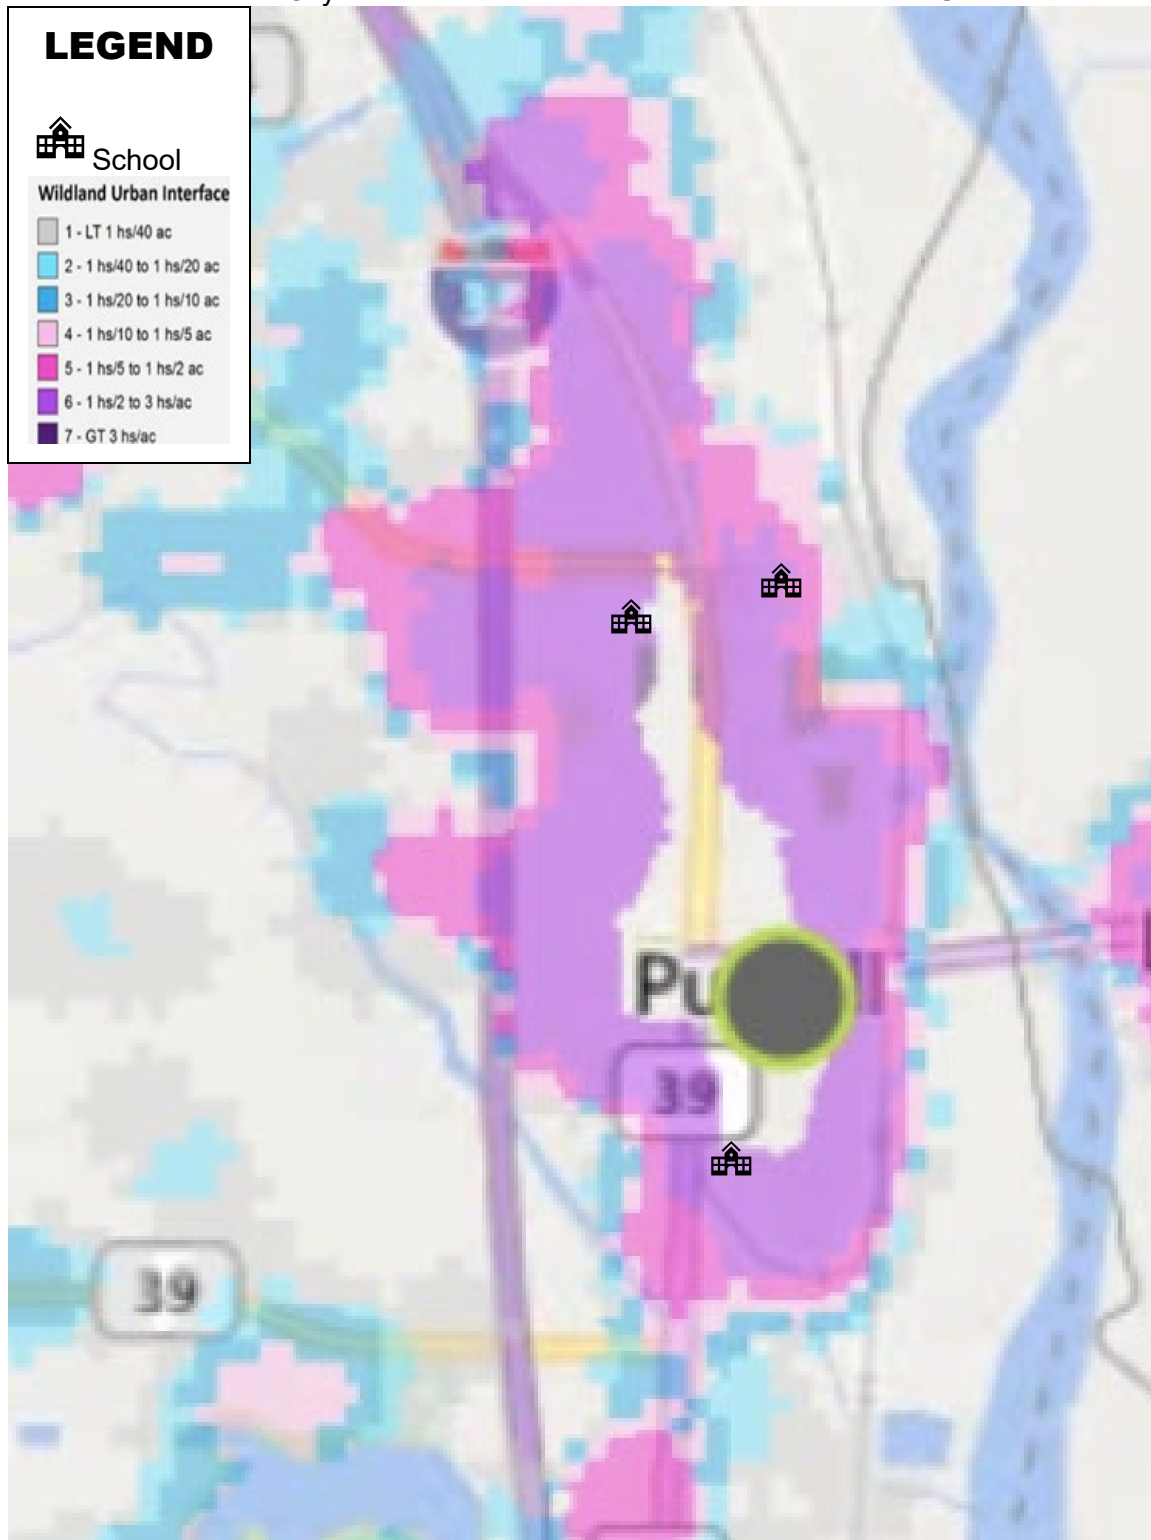 LEGEND
School
Wildland Urban Interface
1 - LT 1 hs/40 ac
2 - 1 hs/40 to 1 hs/20 ac
3 - 1 hs/20 to 1 hs/10 ac
4 - 1 hs/10 to 1 hs/5 ac
5 - 1 hs/5 to 1 hs/2 ac
6 - 1 hs/2 to 3 hs/ac
7 - GT 3 hs/ac
39
39